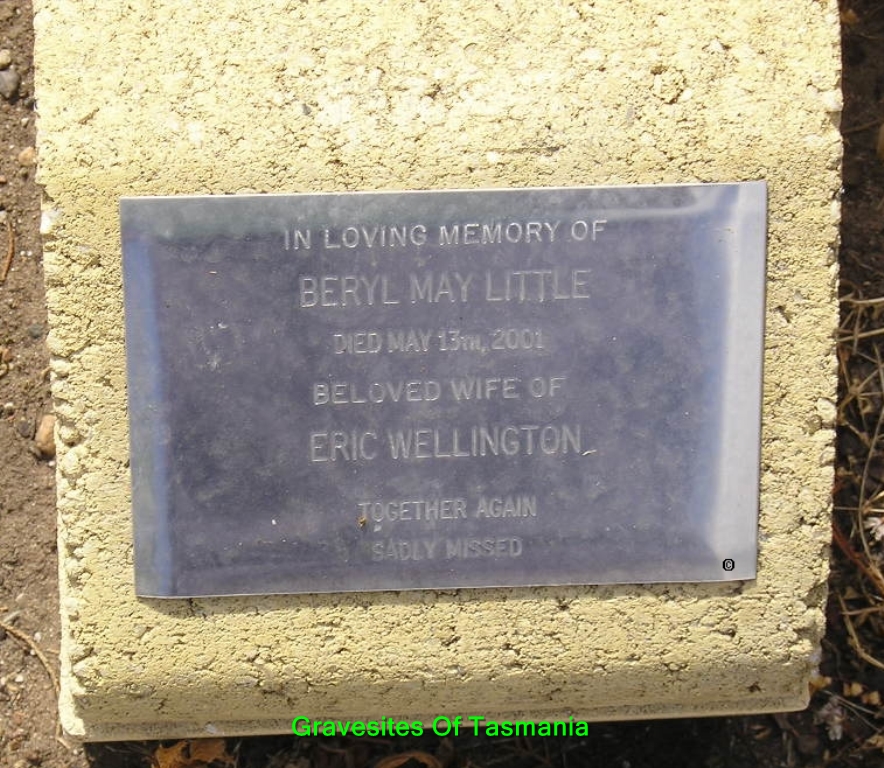 IN LOVING MEMORY OF
BERYL MAY LITTLE
DIED MAY 13TH, 2001
BELOVED WIFE OF
ERIC WELLINGTON
TOGETHER AGAIN
SADLY MISSED
©
Gravesites Of Tasmania